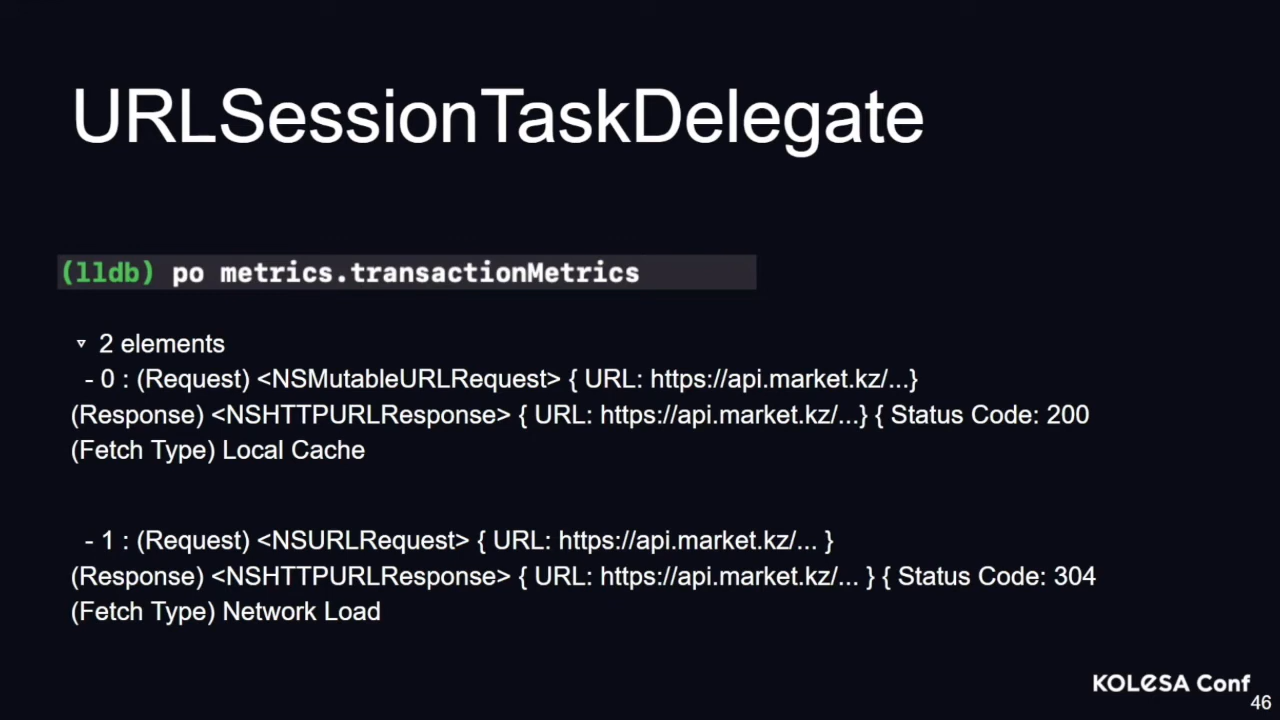 URLSessionTaskDelegate
(lldb) po metrics.transactionMetrics
▿ 2 elements
- 0 : (Request) <NSMutableURLRequest> { URL: https://api.market.kz/...}
(Response) <NSHTTPURLResponse> { URL: https://api.market.kz/...} { Status Code: 200
(Fetch Type) Local Cache
- 1 : (Request) <NSURLRequest> { URL: https://api.market.kz/... }
(Response) <NSHTTPURLResponse> { URL: https://api.market.kz/... } { Status Code: 304
(Fetch Type) Network Load
KOLESA Conf
46